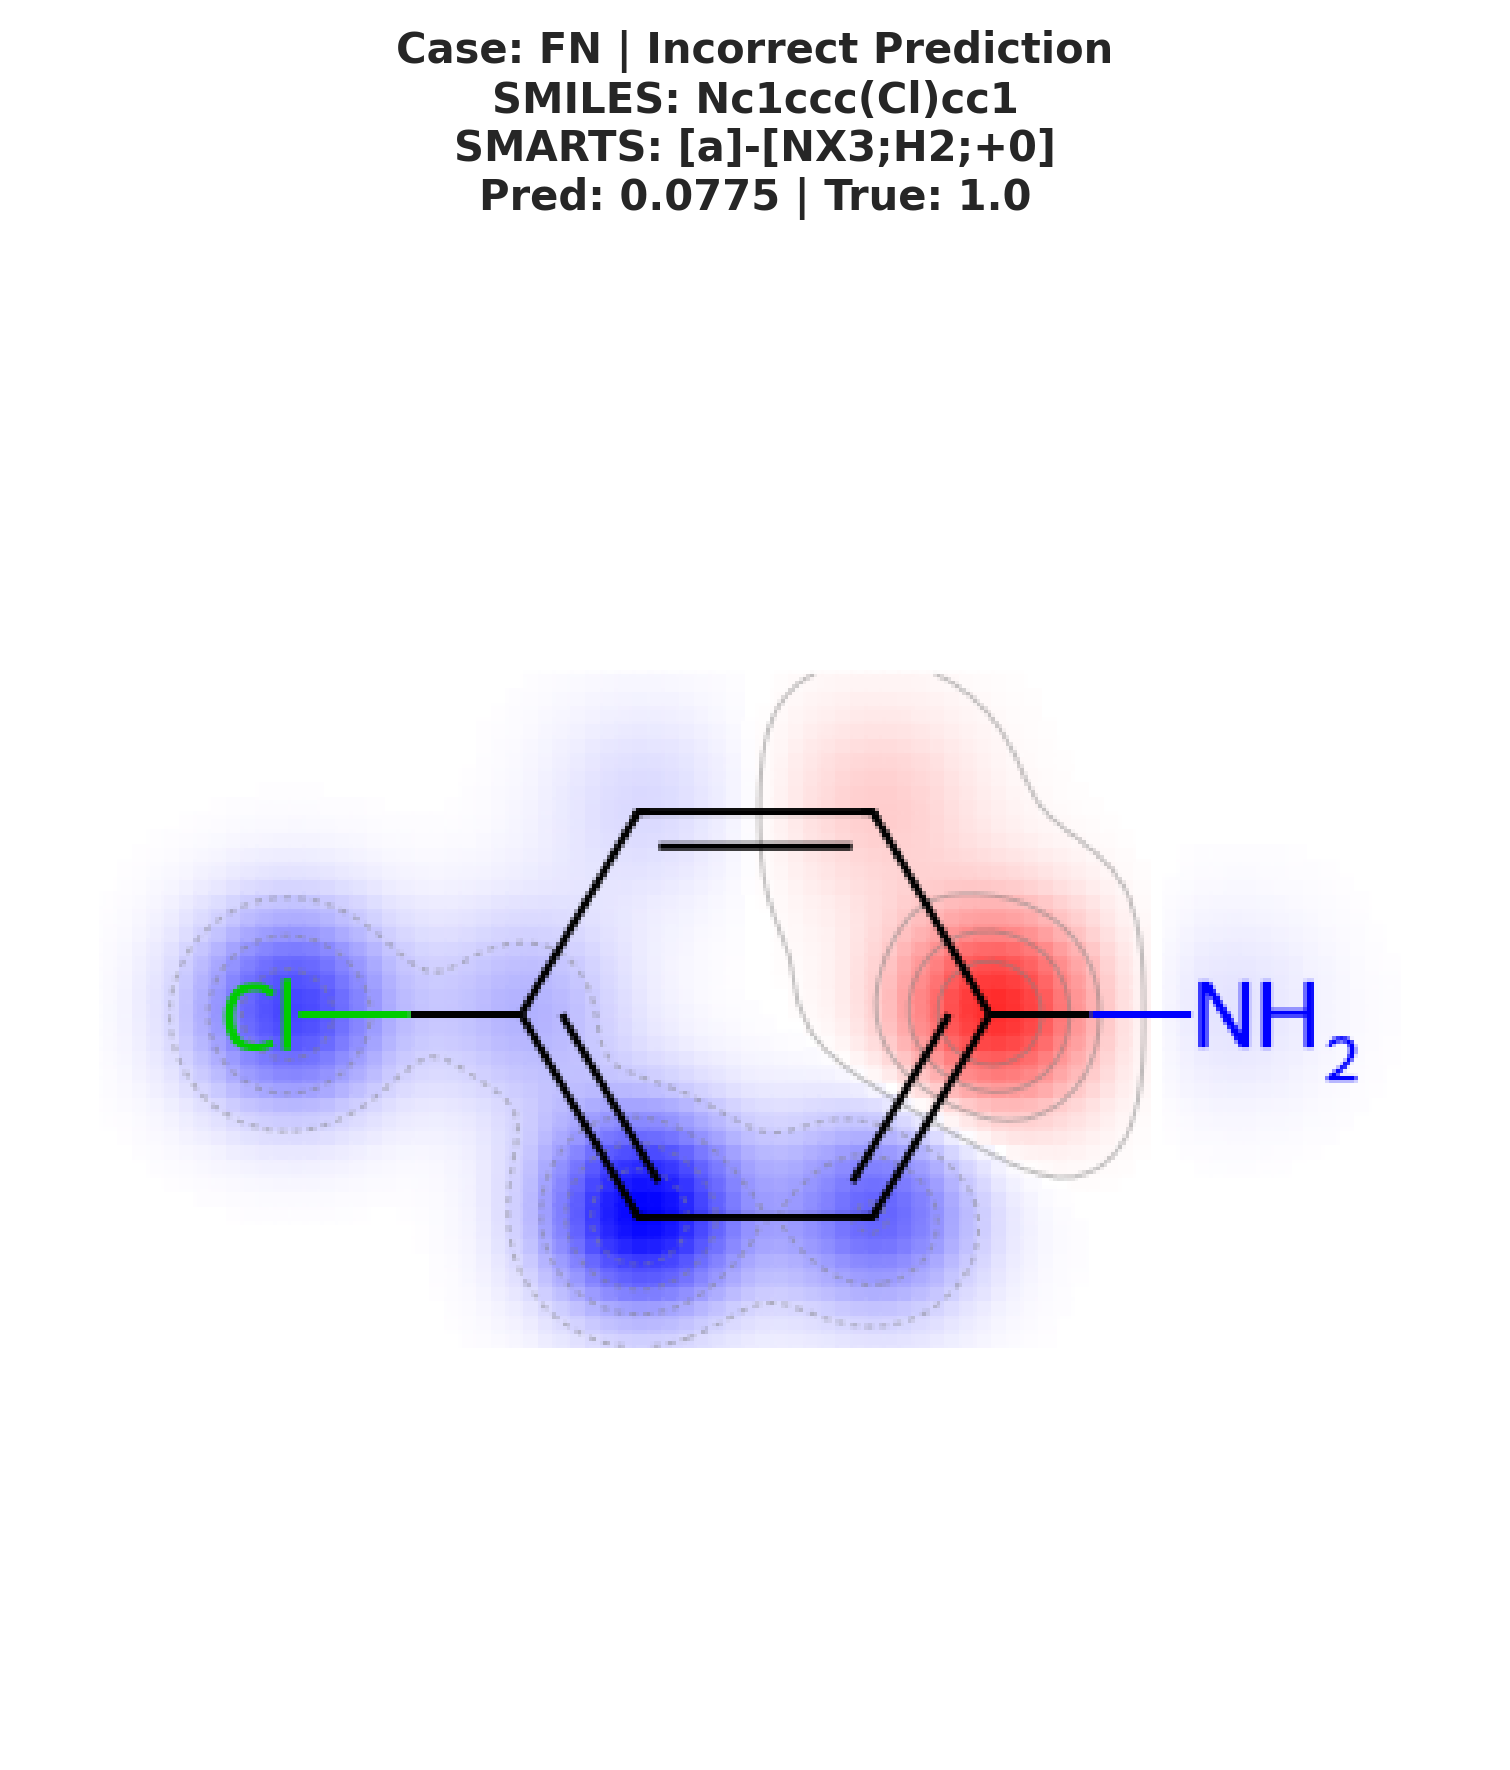 Case: FN | Incorrect Prediction
SMILES: Nc1ccc(Cl)cc1
SMARTS: [a]-[NX3;H2;+0]
Pred: 0.0775 | True: 1.0
Cl NH2